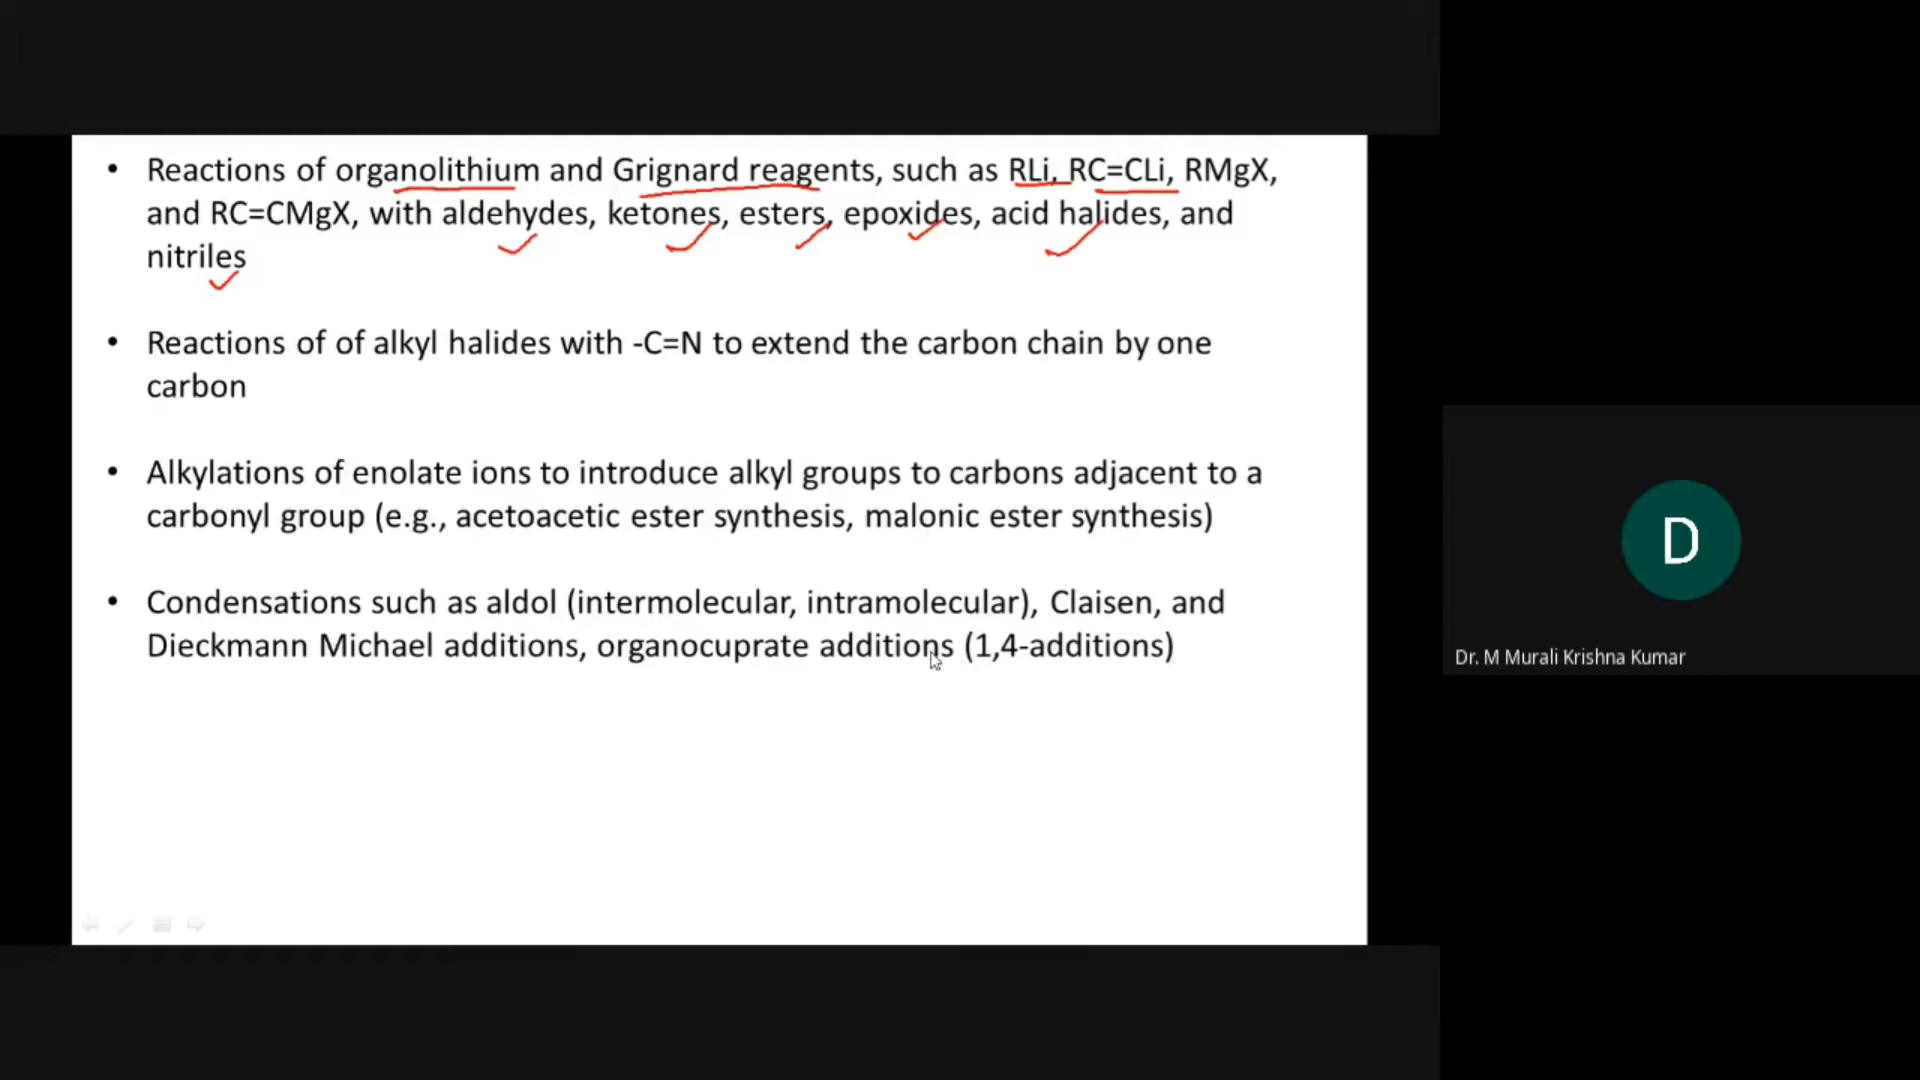 • Reactions of organolithium and Grignard reagents, such as RLi, RC=CLi, RMgX,
and RC=CMgX, with aldehydes, ketones, esters, epoxides, acid halides, and
nitriles
• Reactions of of alkyl halides with -C=N to extend the carbon chain by one
carbon
• Alkylations of enolate ions to introduce alkyl groups to carbons adjacent to a
carbonyl group (e.g., acetoacetic ester synthesis, malonic ester synthesis)
• Condensations such as aldol (intermolecular, intramolecular), Claisen, and
Dieckmann Michael additions, organocuprate additions (1,4-additions)
D
Dr. M Murali Krishna Kumar